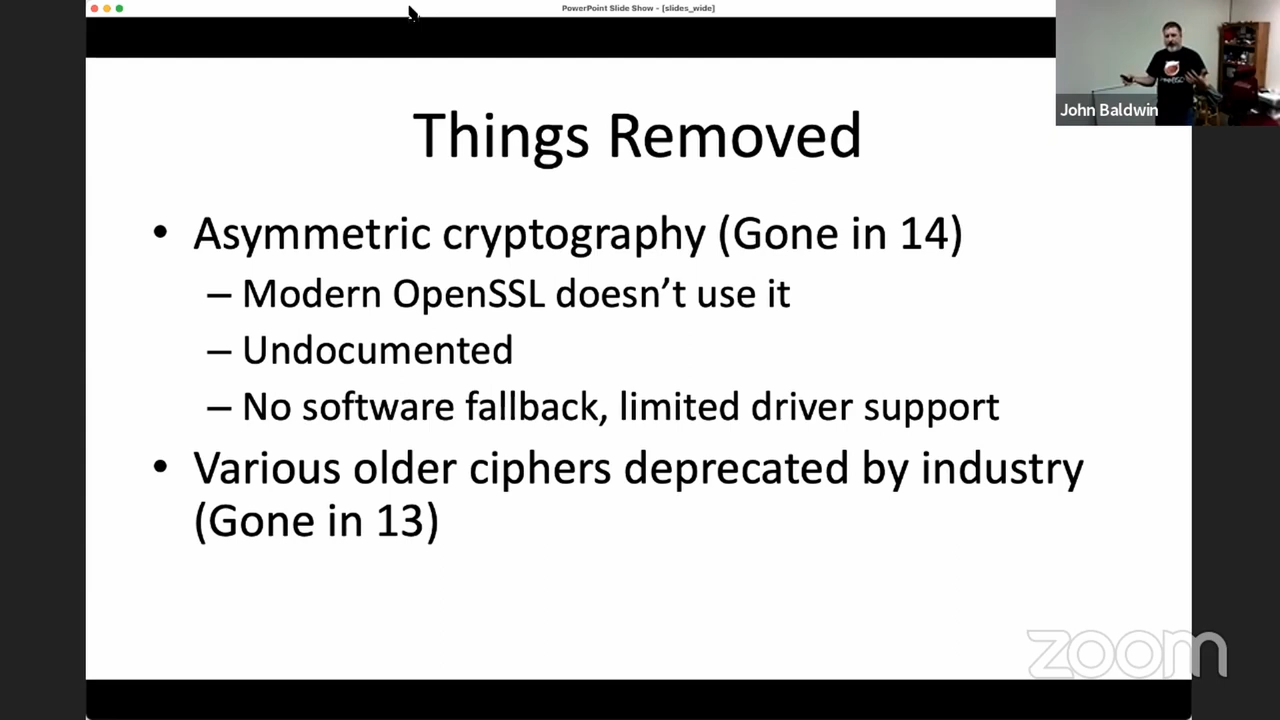 PowerPoint Slide Show - [slides_wide]
John Baldwin
Things Removed
• Asymmetric cryptography (Gone in 14)
– Modern OpenSSL doesn’t use it
– Undocumented
– No software fallback, limited driver support
• Various older ciphers deprecated by industry
(Gone in 13)
zoom